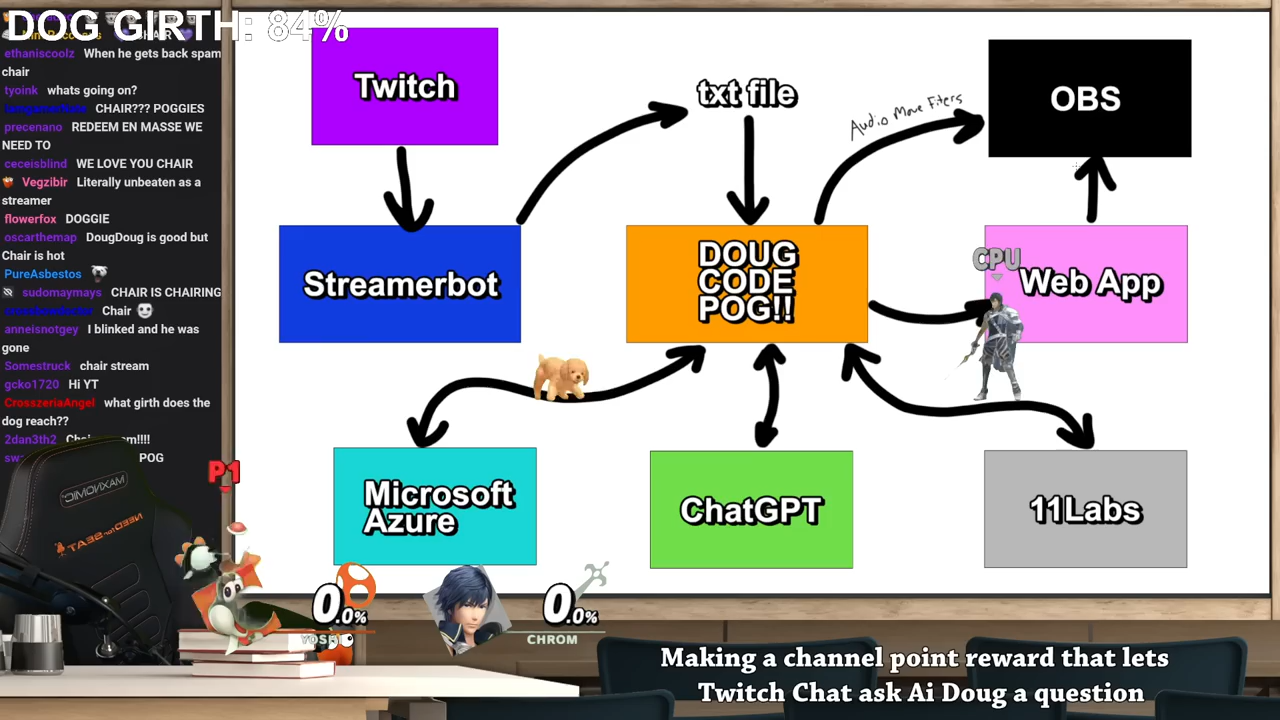 DOG GIRTH: 84%
ethaniscoolz When he gets back spam
chair
tyoink whats going on?
CHAIR??? POGGIES
precenano REDEEM EN MASSE WE
NEED TO
ceceisblind WE LOVE YOU CHAIR
Vegzibir Literally unbeaten as a
streamer
flowerfox DOGGIE
oscarthemap DougDoug is good but
Chair is hot
PureAsbestos
sudomaymays CHAIR IS CHAIRING
Chair
anneisnotgey I blinked and he was
gone
Somestruck chair stream
gcko1720 Hi YT
CrosszeriaAngel what girth does the
dog reach??
2dan3th2
POG
MAXNOMIC
NEED FOR SEAT
P1
Twitch
txt file
Audio Move Filters
OBS
Streamerbot
DOUG
CODE
POG!!
CPU
Web App
Microsoft
Azure
ChatGPT
11Labs
0.0%
YOSHI
0.0%
CHROM
Making a channel point reward that lets
Twitch Chat ask Ai Doug a question